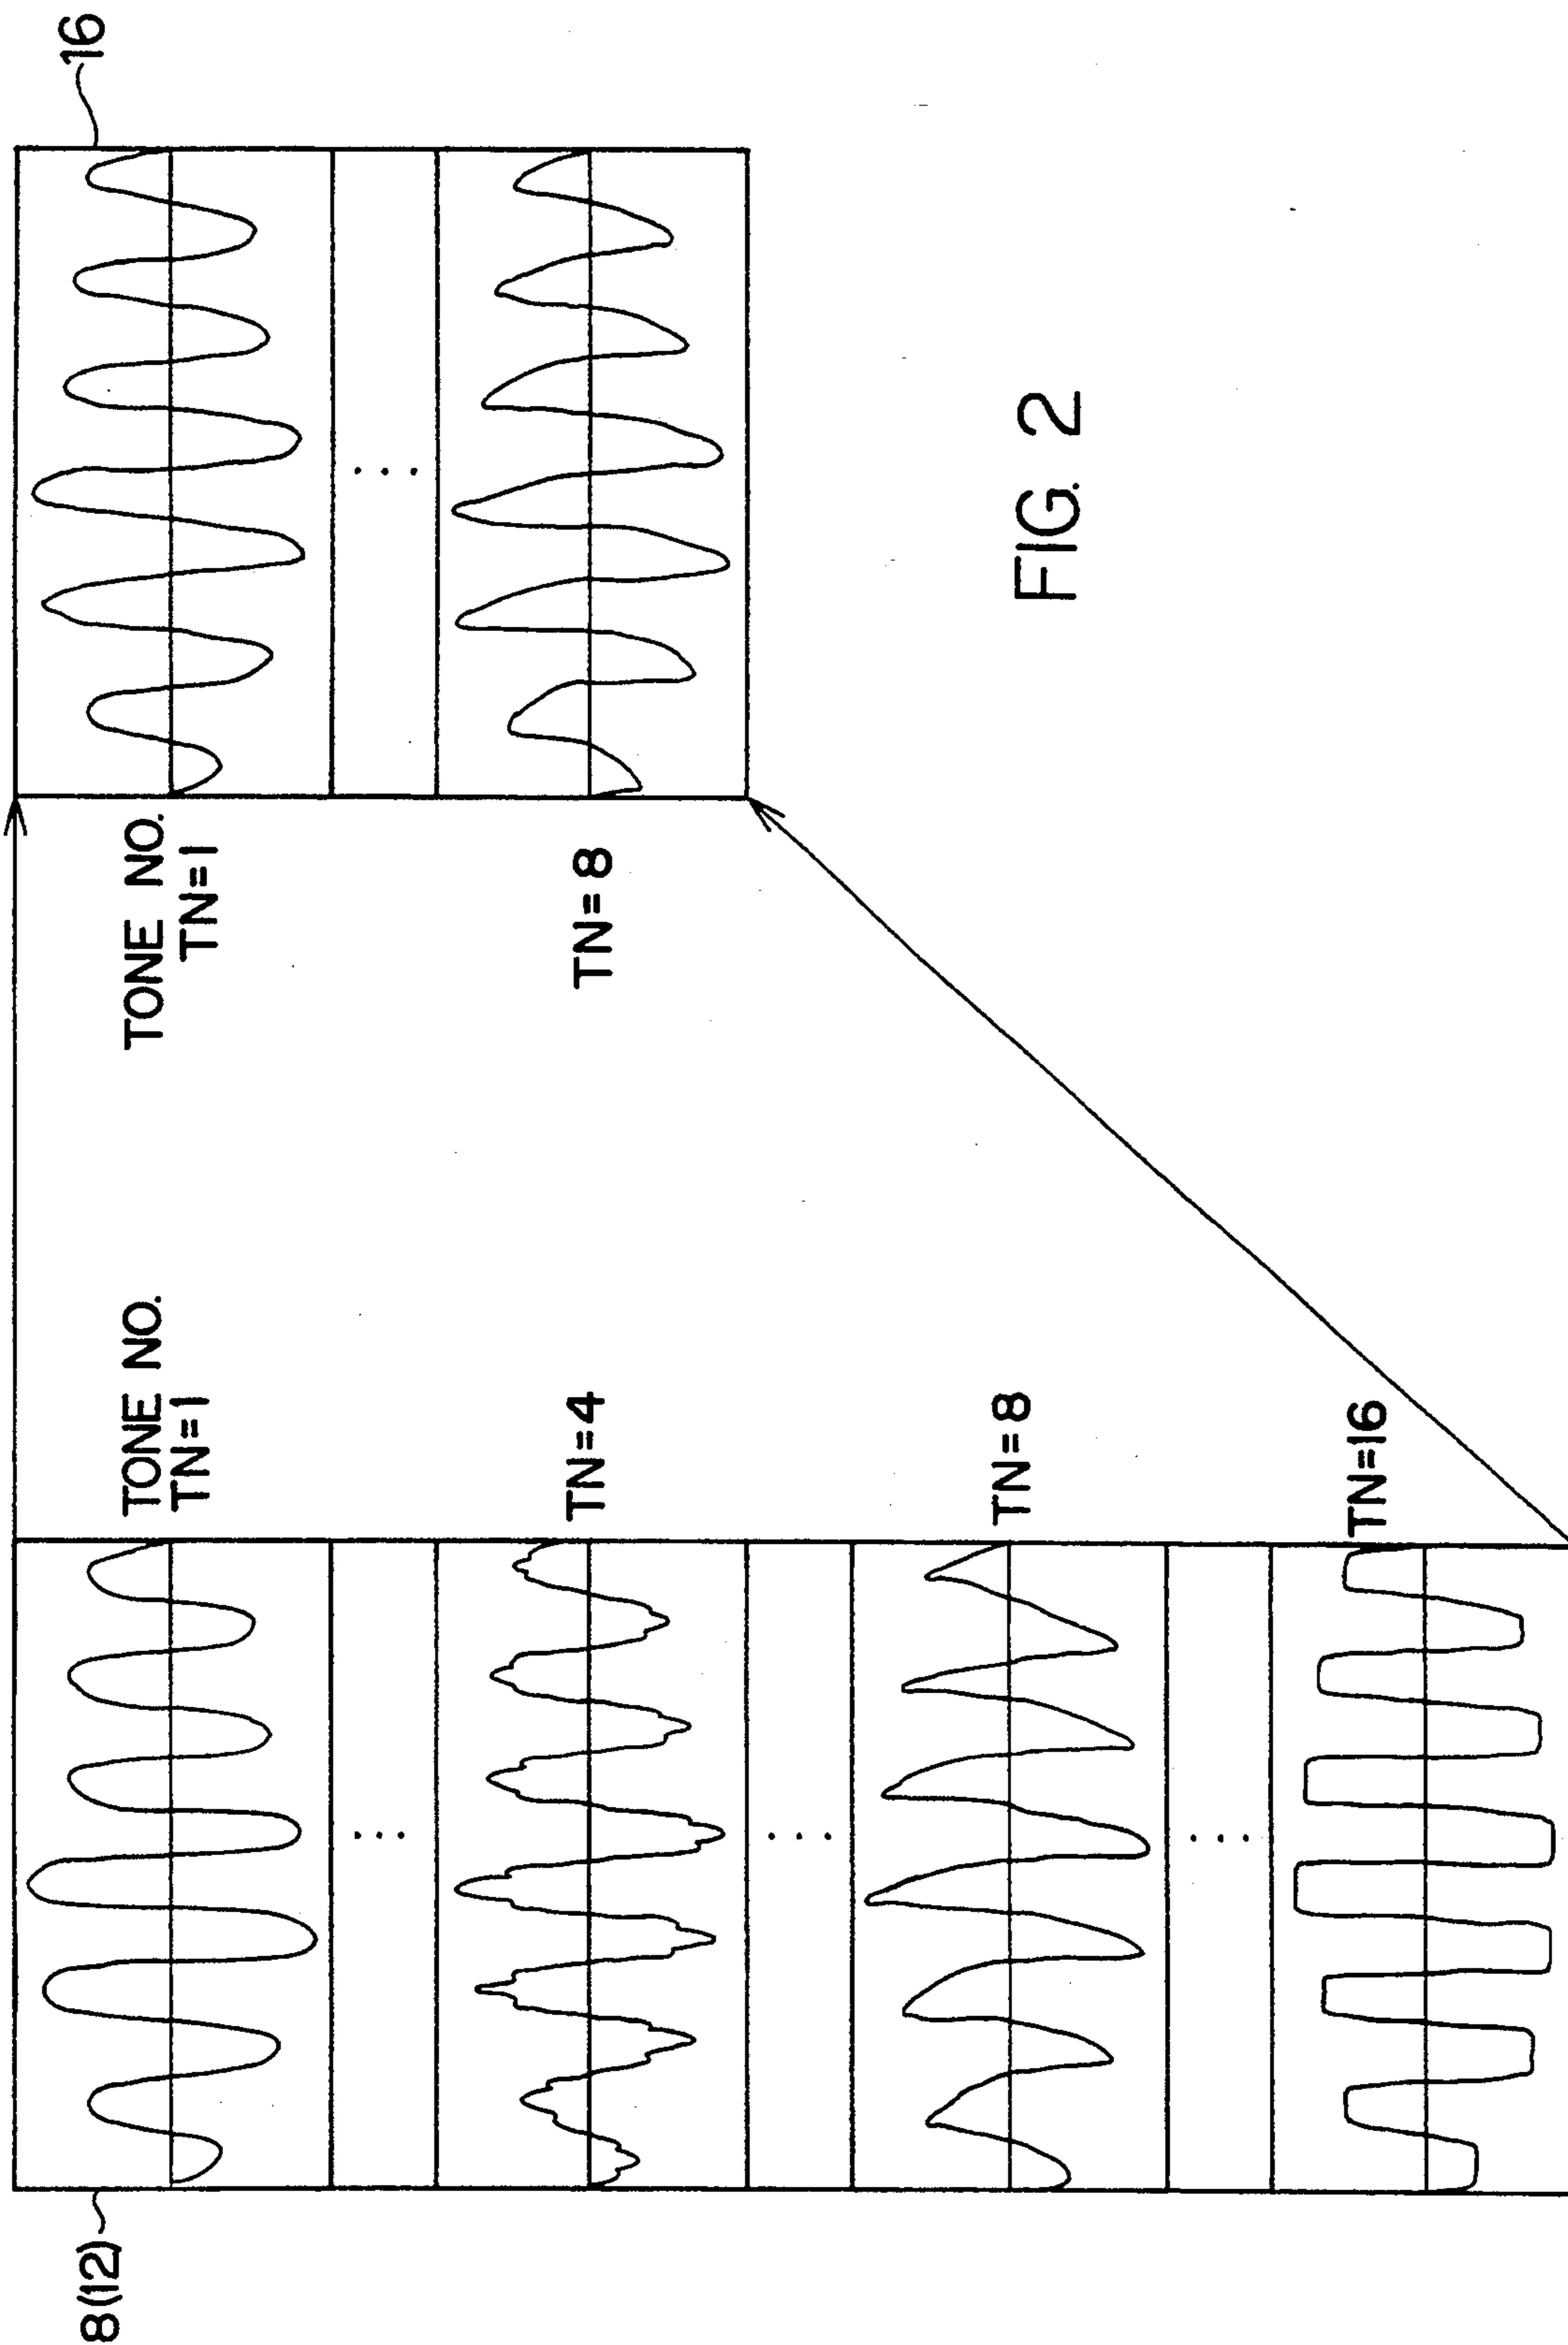 8(12)
TONE NO.
TN=1
TN=4
TN=8
TN=16
16
TONE NO.
TN=1
TN=8
FIG. 2